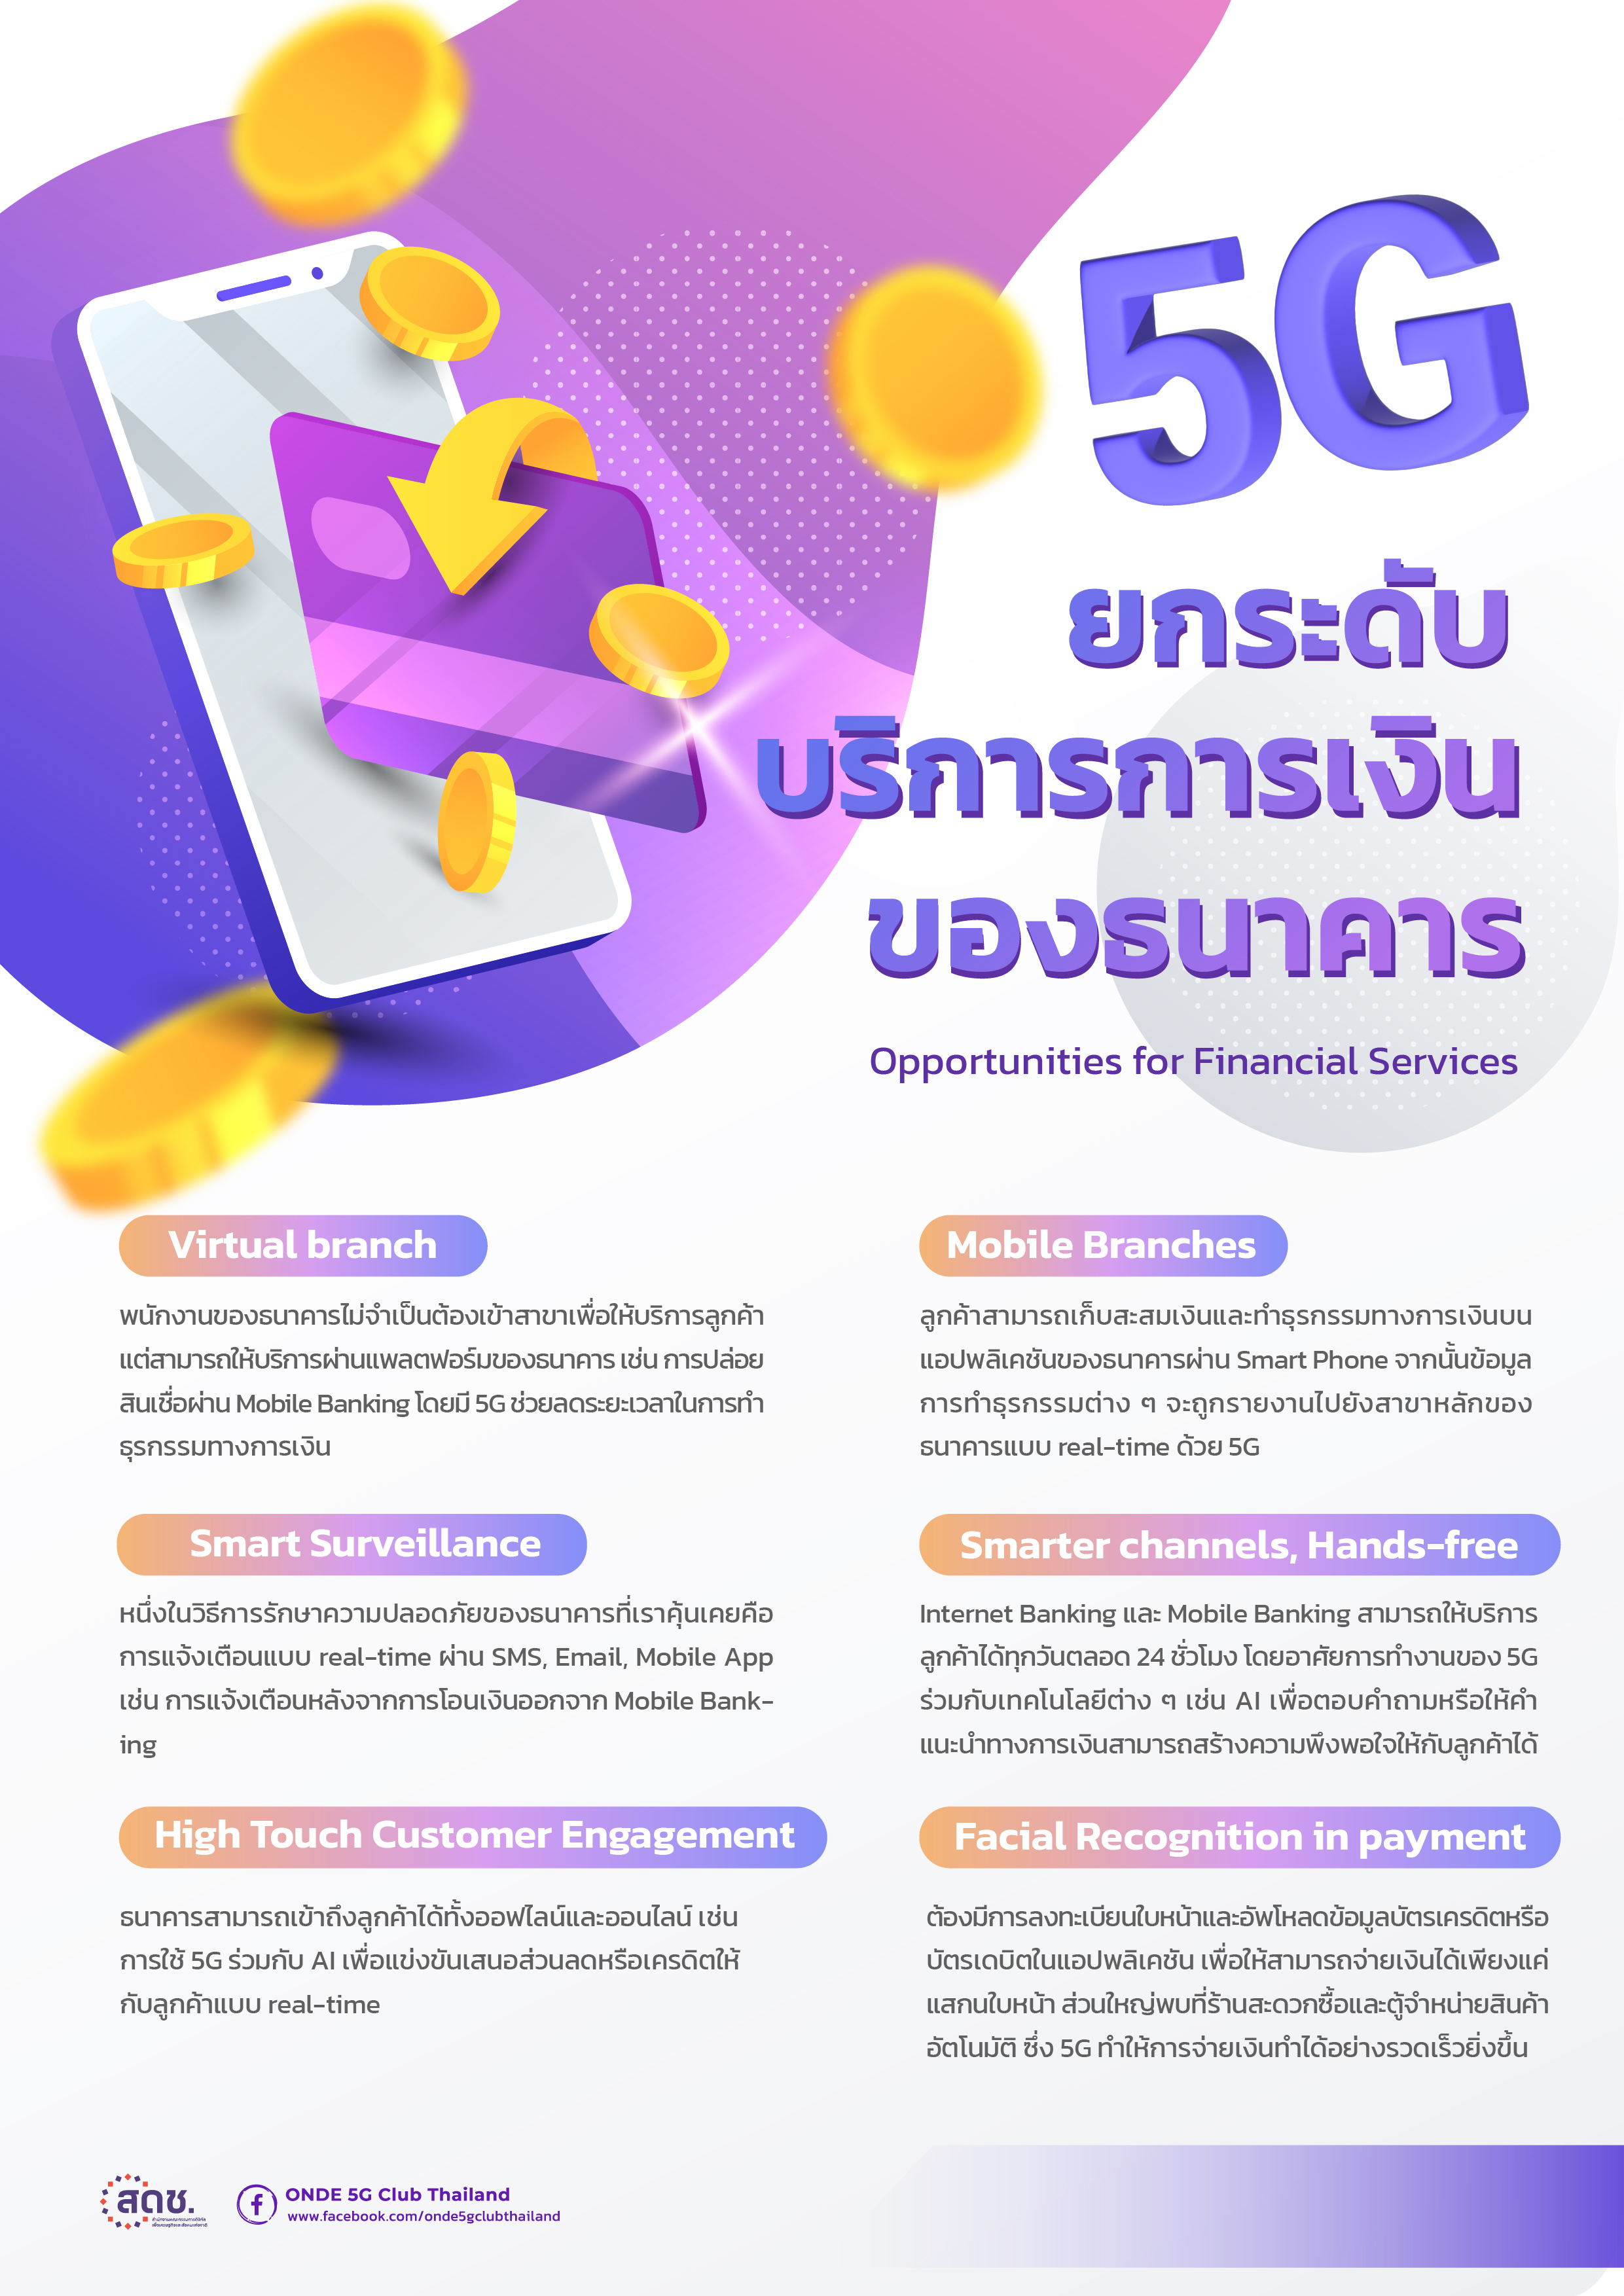 5G
ยกระดับ
บริการการเงิน
ของธนาคาร
Opportunities for Financial Services
Virtual branch
พนักงานของธนาคารไม่จำเป็นต้องเข้าสาขาเพื่อให้บริการลูกค้า
แต่สามารถให้บริการผ่านแพลตฟอร์มของธนาคาร เช่น การปล่อย
สินเชื่อผ่าน Mobile Banking โดยมี 5G ช่วยลดระยะเวลาในการทำ
ธุรกรรมทางการเงิน
Mobile Branches
ลูกค้าสามารถเก็บสะสมเงินและทำธุรกรรมทางการเงินบน
แอปพลิเคชันของธนาคารผ่าน Smart Phone จากนั้นข้อมูล
การทำธุรกรรมต่าง ๆ จะถูกรายงานไปยังสาขาหลักของ
ธนาคารแบบ real-time ด้วย 5G
Smart Surveillance
หนึ่งในวิธีการรักษาความปลอดภัยของธนาคารที่เราคุ้นเคยคือ
การแจ้งเตือนแบบ real-time ผ่าน SMS, Email, Mobile App
เช่น การแจ้งเตือนหลังจากการโอนเงินออกจาก Mobile Bank-
ing
Smarter channels, Hands-free
Internet Banking และ Mobile Banking สามารถให้บริการ
ลูกค้าได้ทุกวันตลอด 24 ชั่วโมง โดยอาศัยการทำงานของ 5G
ร่วมกับเทคโนโลยีต่าง ๆ เช่น AI เพื่อตอบคำถามหรือให้คำ
แนะนำทางการเงินสามารถสร้างความพึงพอใจให้กับลูกค้าได้
High Touch Customer Engagement
ธนาคารสามารถเข้าถึงลูกค้าได้ทั้งออฟไลน์และออนไลน์ เช่น
การใช้ 5G ร่วมกับ AI เพื่อแข่งขันเสนอส่วนลดหรือเครดิตให้
กับลูกค้าแบบ real-time
Facial Recognition in payment
ต้องมีการลงทะเบียนใบหน้าและอัพโหลดข้อมูลบัตรเครดิตหรือ
บัตรเดบิตในแอปพลิเคชัน เพื่อให้สามารถจ่ายเงินได้เพียงแค่
แสกนใบหน้า ส่วนใหญ่พบที่ร้านสะดวกซื้อและตู้จำหน่ายสินค้า
อัตโนมัติ ซึ่ง 5G ทำให้การจ่ายเงินทำได้อย่างรวดเร็วยิ่งขึ้น
สดช.
ONDE 5G Club Thailand
www.facebook.com/onde5gclubthailand